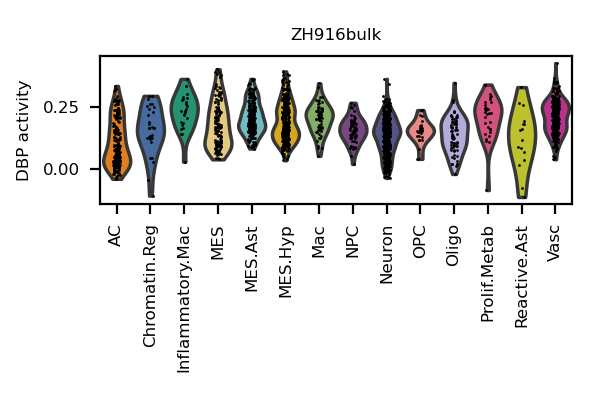 ZH916bulk
DBP activity
0.25
0.00
AC
Chromatin.Reg
Inflammatory.Mac
MES
MES.Ast
MES.Hyp
Mac
NPC
Neuron
OPC
Oligo
Prolif.Metab
Reactive.Ast
Vasc